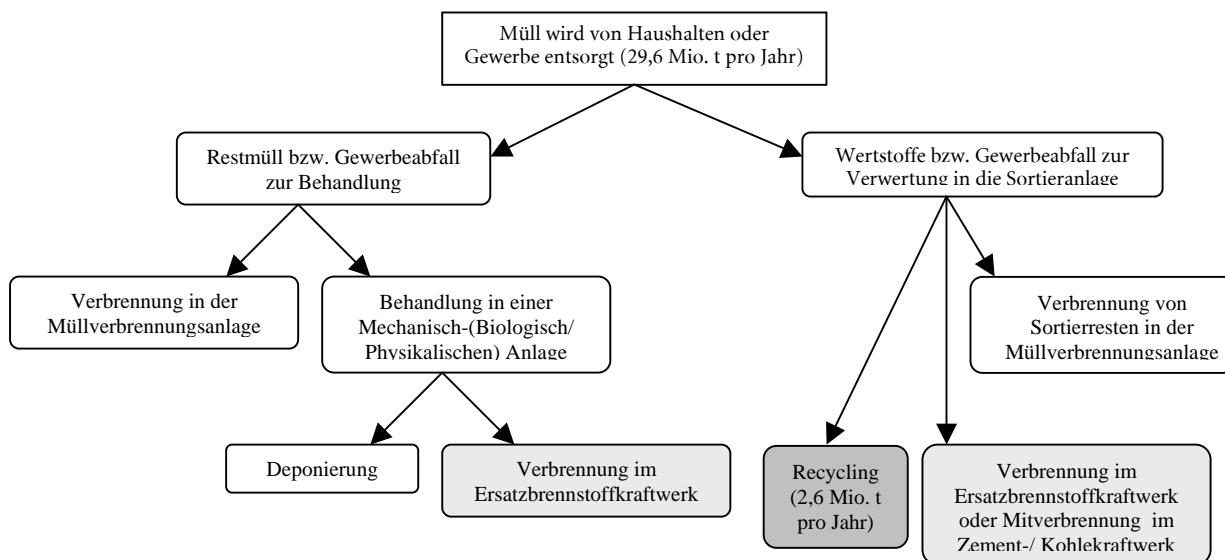 Müll wird von Haushalten oder
Gewerbe entsorgt (29,6 Mio. t pro Jahr)
Restmüll bzw. Gewerbeabfall
zur Behandlung
Wertstoffe bzw. Gewerbeabfall zur
Verwertung in die Sortieranlage
Verbrennung in der
Müllverbrennungsanlage
Behandlung in einer
Mechanisch-(Biologisch/
Physikalischen) Anlage
Verbrennung von
Sortierresten in der
Müllverbrennungsanlage
Deponierung
Verbrennung im
Ersatzbrennstoffkraftwerk
Recycling
(2,6 Mio. t
pro Jahr)
Verbrennung im
Ersatzbrennstoffkraftwerk
oder Mitverbrennung im
Zement-/ Kohlekraftwerk